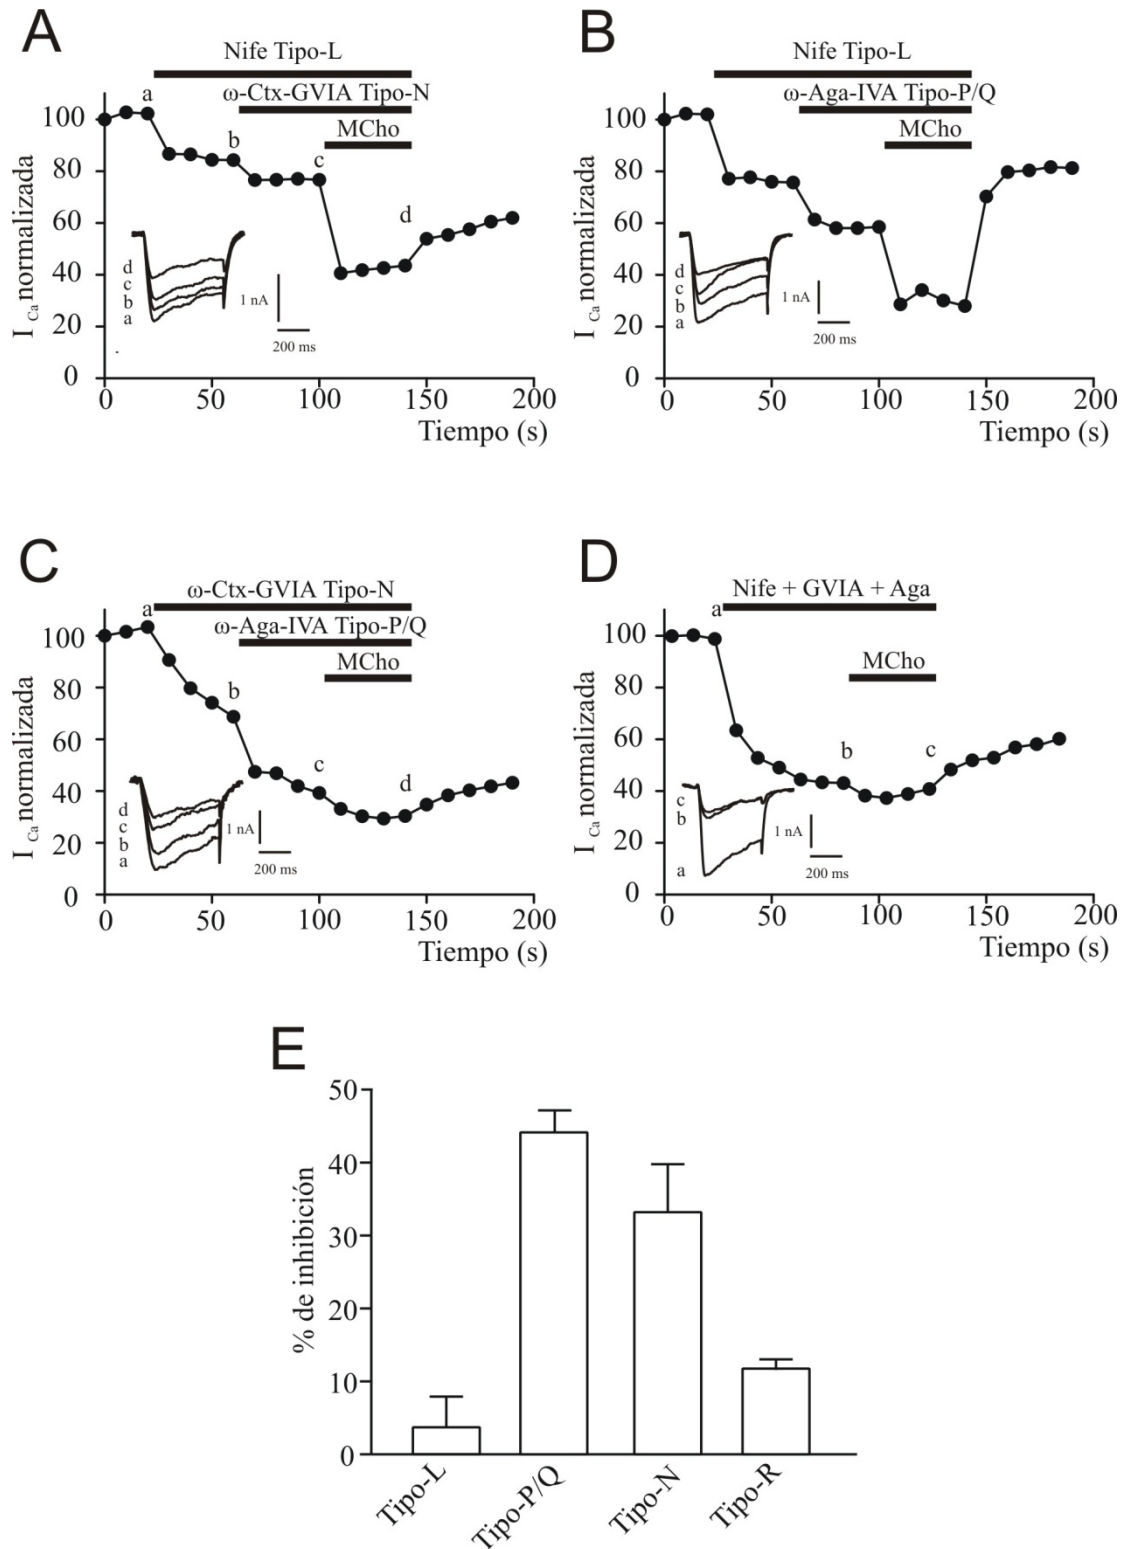 A
Nife Tipo-L
ω-Ctx-GVIA Tipo-N
MCho
a
b
c
d
100
80
60
40
20
0
I Ca normalizada
d
c
b
a
1 nA
200 ms
0
50
100
150
200
Tiempo (s)
B
Nife Tipo-L
ω-Aga-IVA Tipo-P/Q
MCho
100
80
60
40
20
0
I Ca normalizada
d
c
b
a
1 nA
200 ms
0
50
100
150
200
Tiempo (s)
C
ω-Ctx-GVIA Tipo-N
ω-Aga-IVA Tipo-P/Q
MCho
a
b
c
d
100
80
60
40
20
0
I Ca normalizada
d
c
b
a
1 nA
200 ms
0
50
100
150
200
Tiempo (s)
D
Nife + GVIA + Aga
MCho
a
b
c
100
80
60
40
20
0
I Ca normalizada
c
b
a
1 nA
200 ms
0
50
100
150
200
Tiempo (s)
E
50
40
30
20
10
0
% de inhibición
Tipo-L
Tipo-P/Q
Tipo-N
Tipo-R